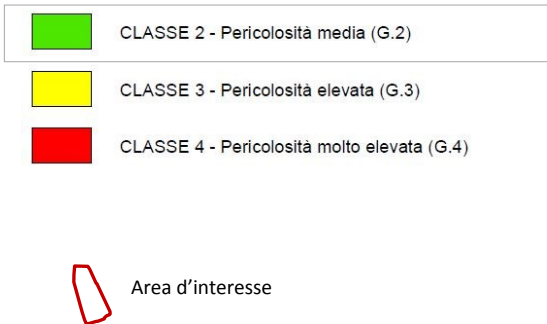 CLASSE 2 - Pericolosità media (G.2)
CLASSE 3 - Pericolosità elevata (G.3)
CLASSE 4 - Pericolosità molto elevata (G.4)
Area d'interesse